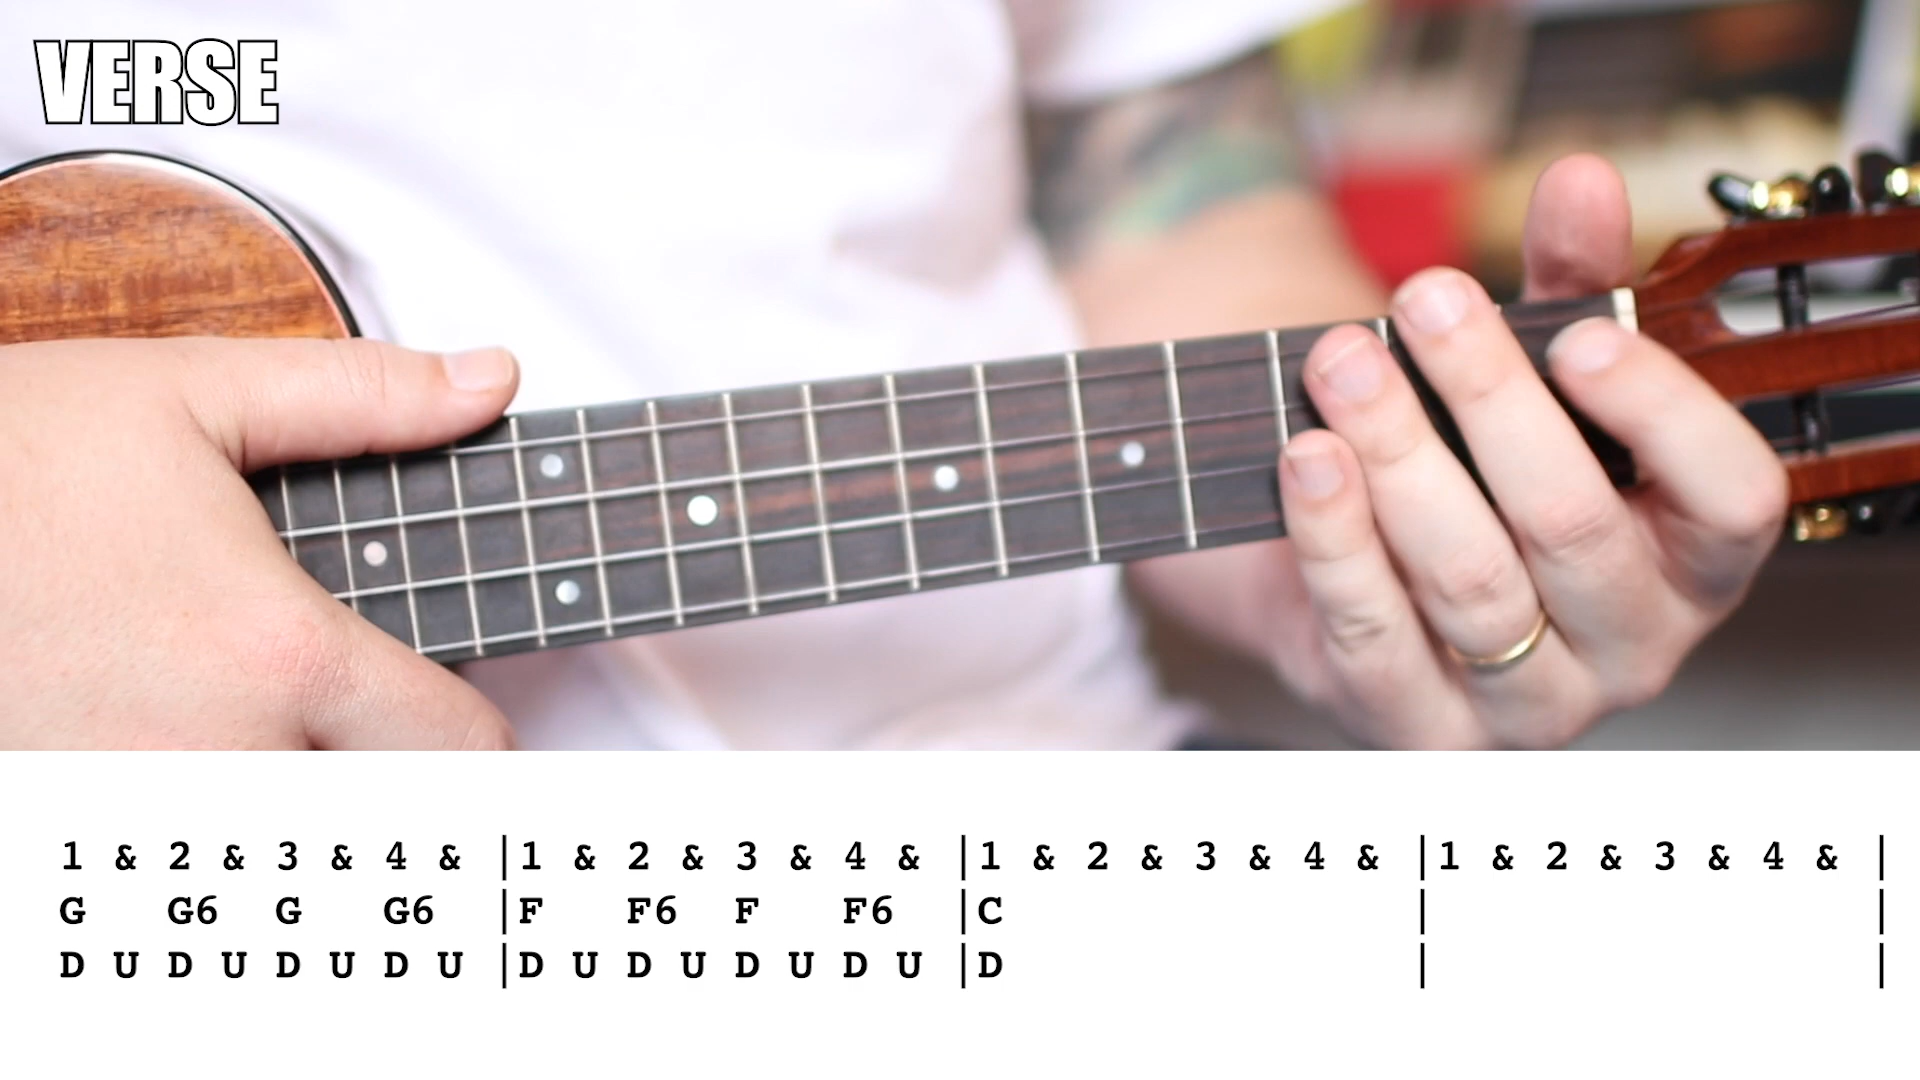 VERSE
1 & 2 & 3 & 4 & |1 & 2 & 3 & 4 & |1 & 2 & 3 & 4 & |1 & 2 & 3 & 4 & |
G G6 G G6 |F F6 F F6 |C | |
D U D U D U D U |D U D U D U D U |D | |